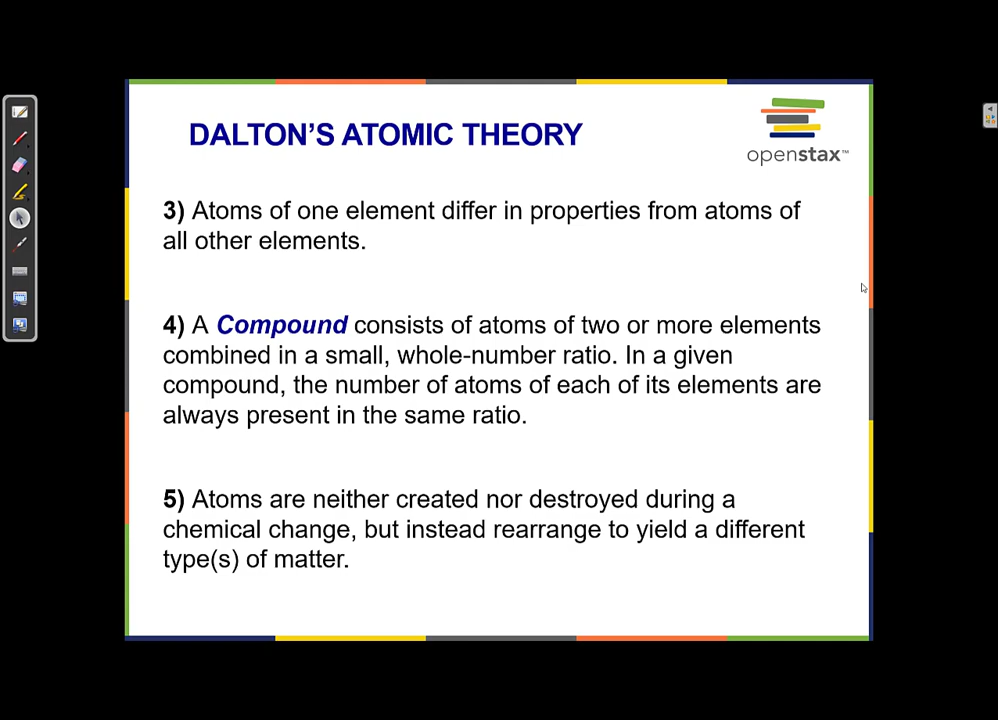 DALTON'S ATOMIC THEORY
openstax™
3) Atoms of one element differ in properties from atoms of
all other elements.
4) A Compound consists of atoms of two or more elements
combined in a small, whole-number ratio. In a given
compound, the number of atoms of each of its elements are
always present in the same ratio.
5) Atoms are neither created nor destroyed during a
chemical change, but instead rearrange to yield a different
type(s) of matter.